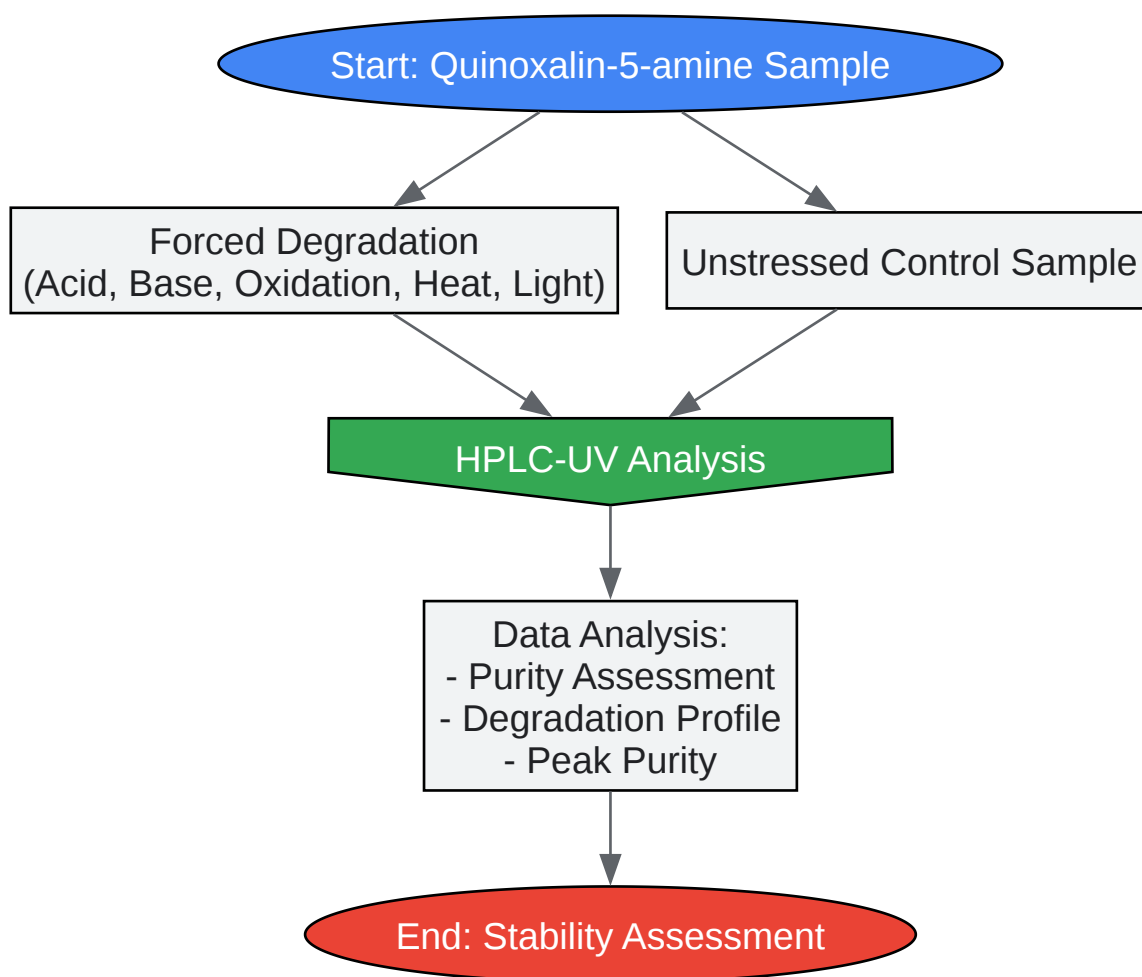 Start: Quinoxalin-5-amine Sample
Forced Degradation
(Acid, Base, Oxidation, Heat, Light)
Unstressed Control Sample
HPLC-UV Analysis
Data Analysis:
- Purity Assessment
- Degradation Profile
- Peak Purity
End: Stability Assessment